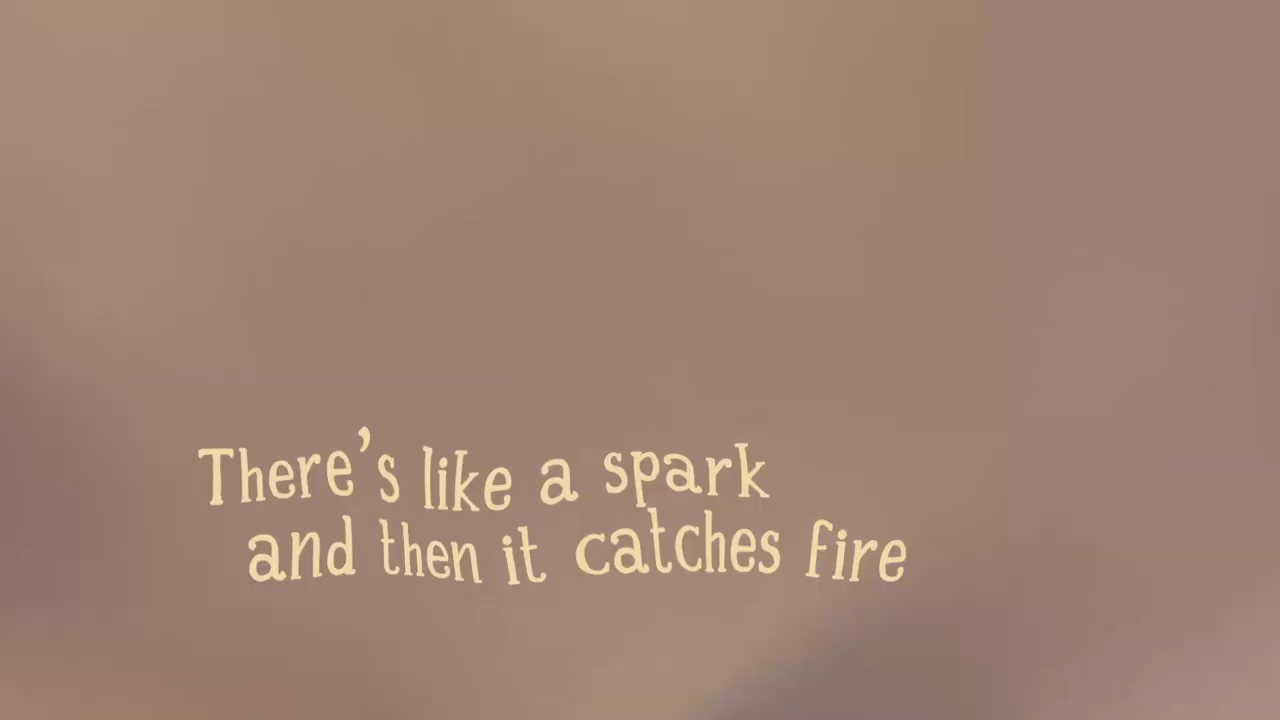 There's like a spark
and then it catches fire